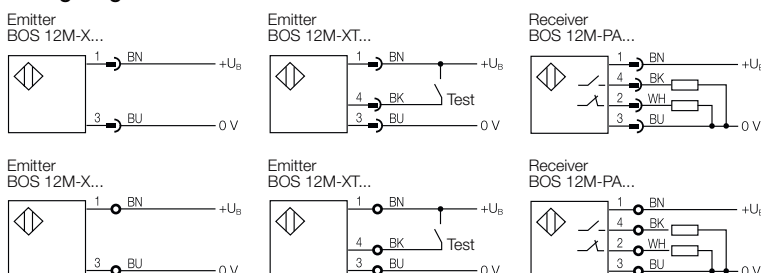 Emitter
BOS 12M-X...
1 BN +UB
3 BU 0 V
Emitter
BOS 12M-XT...
1 BN +UB
4 BK Test
3 BU 0 V
Receiver
BOS 12M-PA...
1 BN +UB
4 BK
2 WH
3 BU 0 V
Emitter
BOS 12M-X...
1 BN +UB
3 BU 0 V
Emitter
BOS 12M-XT...
1 BN +UB
4 BK Test
3 BU 0 V
Receiver
BOS 12M-PA...
1 BN +UB
4 BK
2 WH
3 BU 0 V